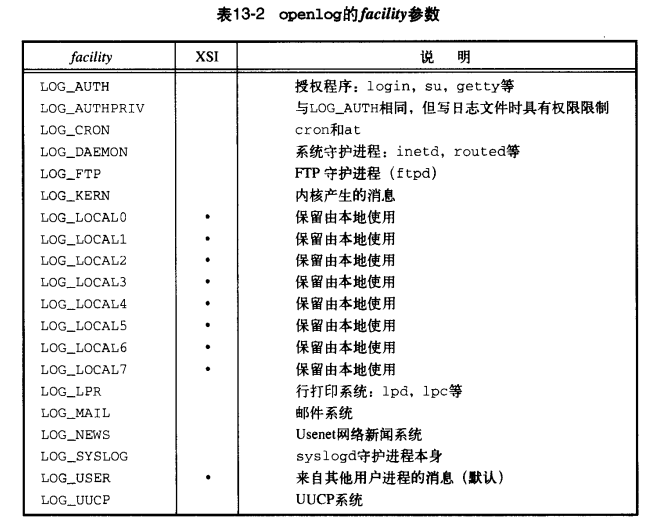 表13-2 openlog的facility参数
facility XSI 说 明
LOG_AUTH 授权程序：login, su, getty等
LOG_AUTHPRIV 与LOG_AUTH相同，但写日志文件时具有权限限制
LOG_CRON cron和at
LOG_DAEMON 系统守护进程：inetd, routed等
LOG_FTP FTP 守护进程（ftpd）
LOG_KERN 内核产生的消息
LOG_LOCAL0 • 保留由本地使用
LOG_LOCAL1 • 保留由本地使用
LOG_LOCAL2 • 保留由本地使用
LOG_LOCAL3 • 保留由本地使用
LOG_LOCAL4 • 保留由本地使用
LOG_LOCAL5 • 保留由本地使用
LOG_LOCAL6 • 保留由本地使用
LOG_LOCAL7 • 保留由本地使用
LOG_LPR 行打印系统：lpd, lpc等
LOG_MAIL 邮件系统
LOG_NEWS Usenet网络新闻系统
LOG_SYSLOG syslogd守护进程本身
LOG_USER • 来自其他用户进程的消息（默认）
LOG_UUCP UUCP系统